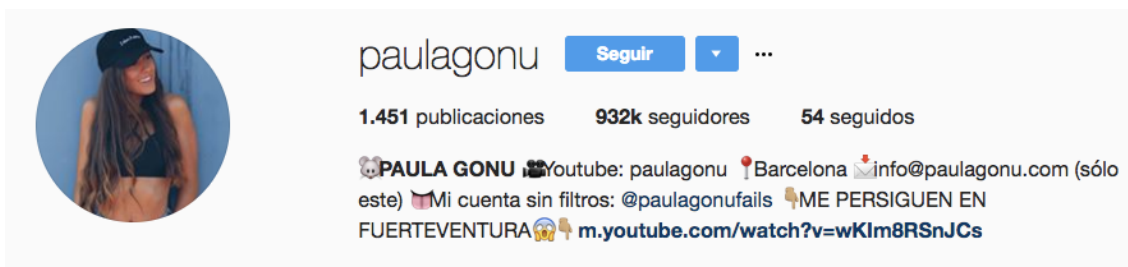 paulagonu Seguir ...
1.451 publicaciones 932k seguidores 54 seguidos
🐭PAULA GONU 🎥Youtube: paulagonu 📍Barcelona 📩info@paulagonu.com (sólo
este) 👅Mi cuenta sin filtros: @paulagonufails 👇🏽ME PERSIGUEN EN
FUERTEVENTURA😱👇🏽 m.youtube.com/watch?v=wKIm8RSnJCs